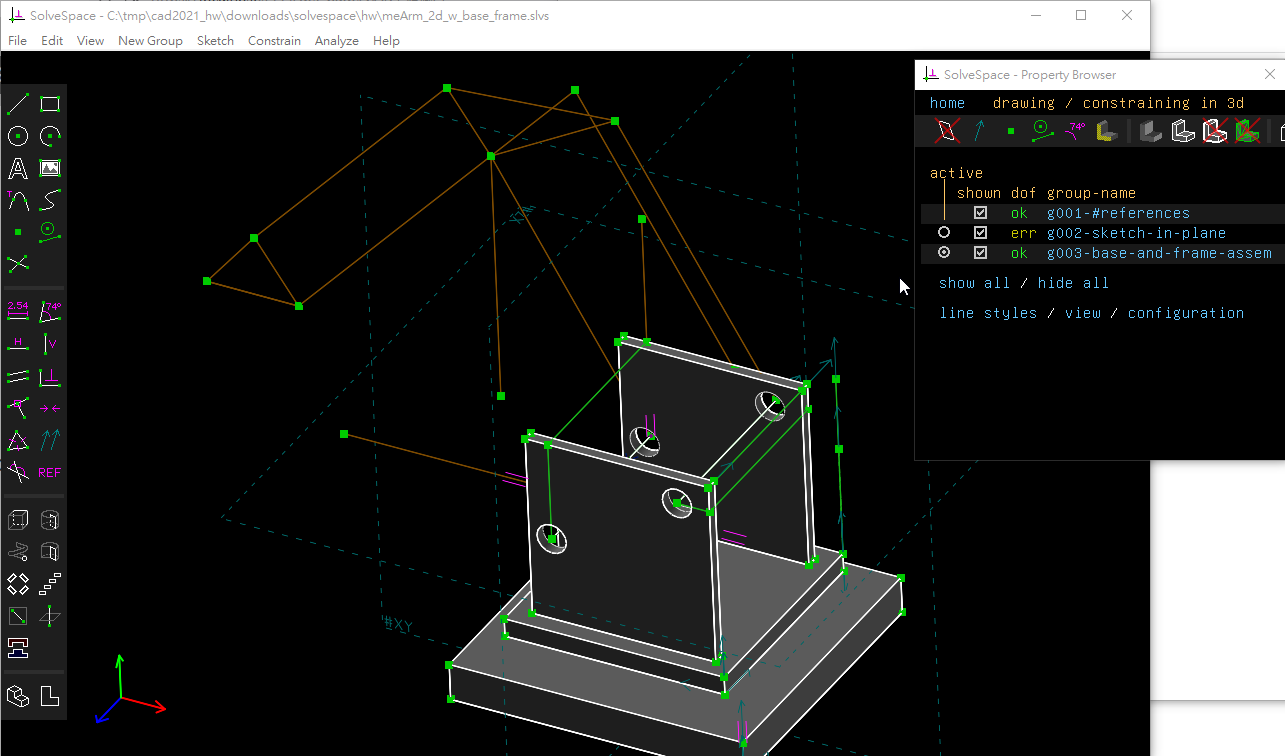 SolveSpace - C:\tmp\cad2021_hw\downloads\solvespace\hw\meArm_2d_w_base_frame.slvs
File Edit View New Group Sketch Constrain Analyze Help
SolveSpace - Property Browser
home drawing / constraining in 3d
74°
active
shown dof group-name
ok g001-#references
err g002-sketch-in-plane
ok g003-base-and-frame-assem
show all / hide all
line styles / view / configuration
A
T
2.54 74°
H V
REF
#XY